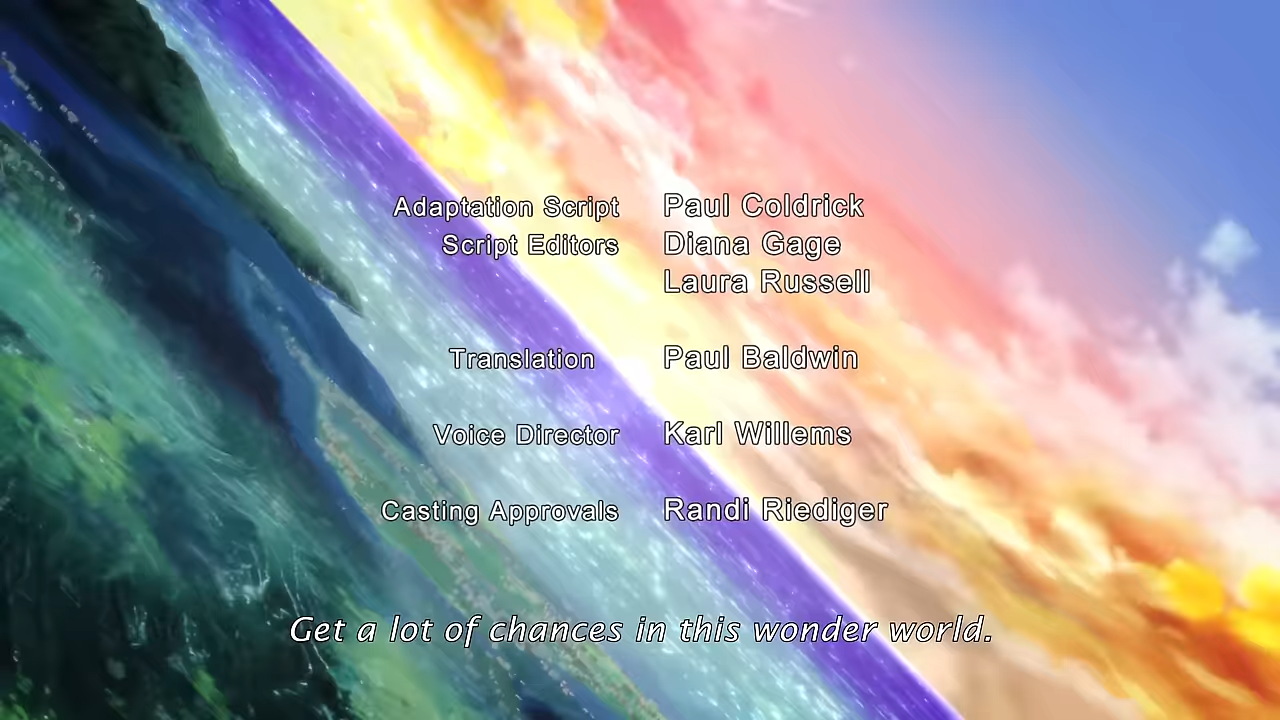 Adaptation Script Paul Coldrick
Script Editors Diana Gage
Laura Russell
Translation Paul Baldwin
Voice Director Karl Willems
Casting Approvals Randi Riediger
Get a lot of chances in this wonder world.